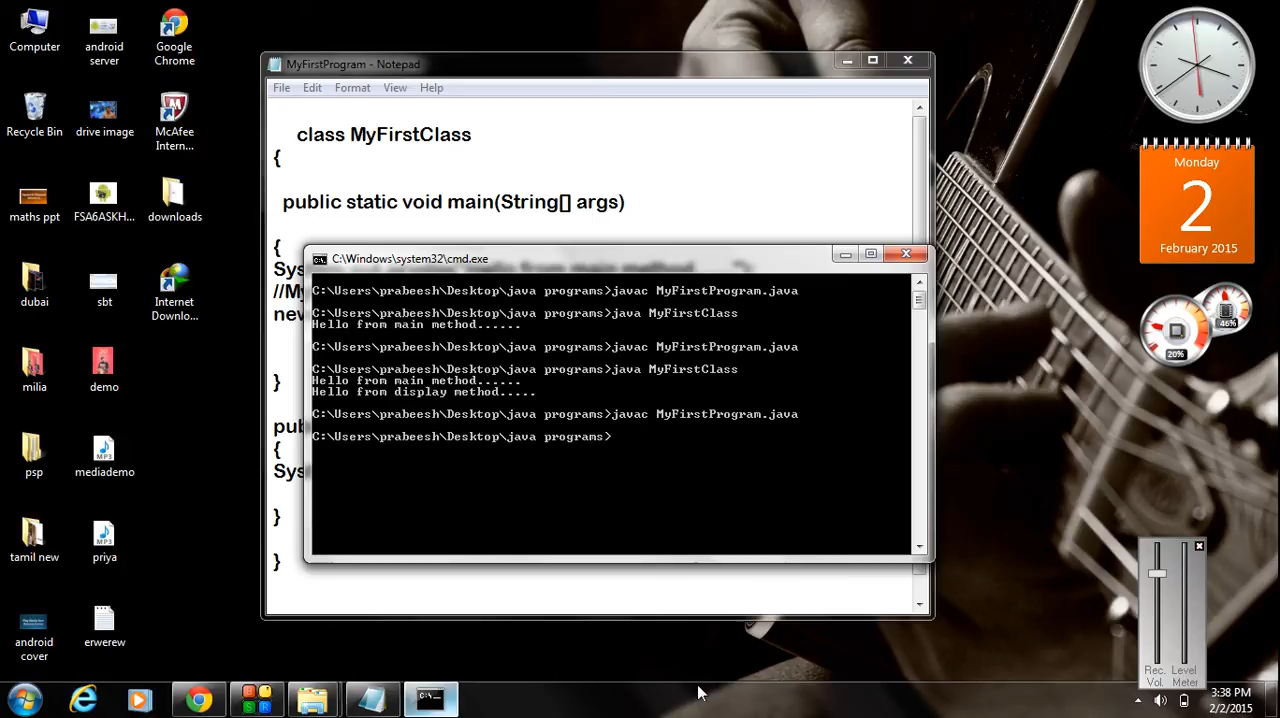 Computer
android
server
Google
Chrome
Recycle Bin
drive image
McAfee
Intern...
maths ppt
FSA6ASKH...
downloads
dubai
sbt
Internet
Downlo...
milia
demo
psp
MP3
mediademo
tamil new
MP3
priya
android
cover
erwerew
MyFirstProgram - Notepad
File Edit Format View Help
class MyFirstClass
{
public static void main(String[] args)
{
Sys
//My
new
}
pub
{
Sys
}
}
C:\Windows\system32\cmd.exe
C:\Users\prabeesh\Desktop\java programs>javac MyFirstProgram.java
C:\Users\prabeesh\Desktop\java programs>java MyFirstClass
Hello from main method......
C:\Users\prabeesh\Desktop\java programs>javac MyFirstProgram.java
C:\Users\prabeesh\Desktop\java programs>java MyFirstClass
Hello from main method......
Hello from display method.....
C:\Users\prabeesh\Desktop\java programs>javac MyFirstProgram.java
C:\Users\prabeesh\Desktop\java programs>
Monday
2
February 2015
46%
20%
Rec. Level
Vol. Meter
3:38 PM
2/2/2015